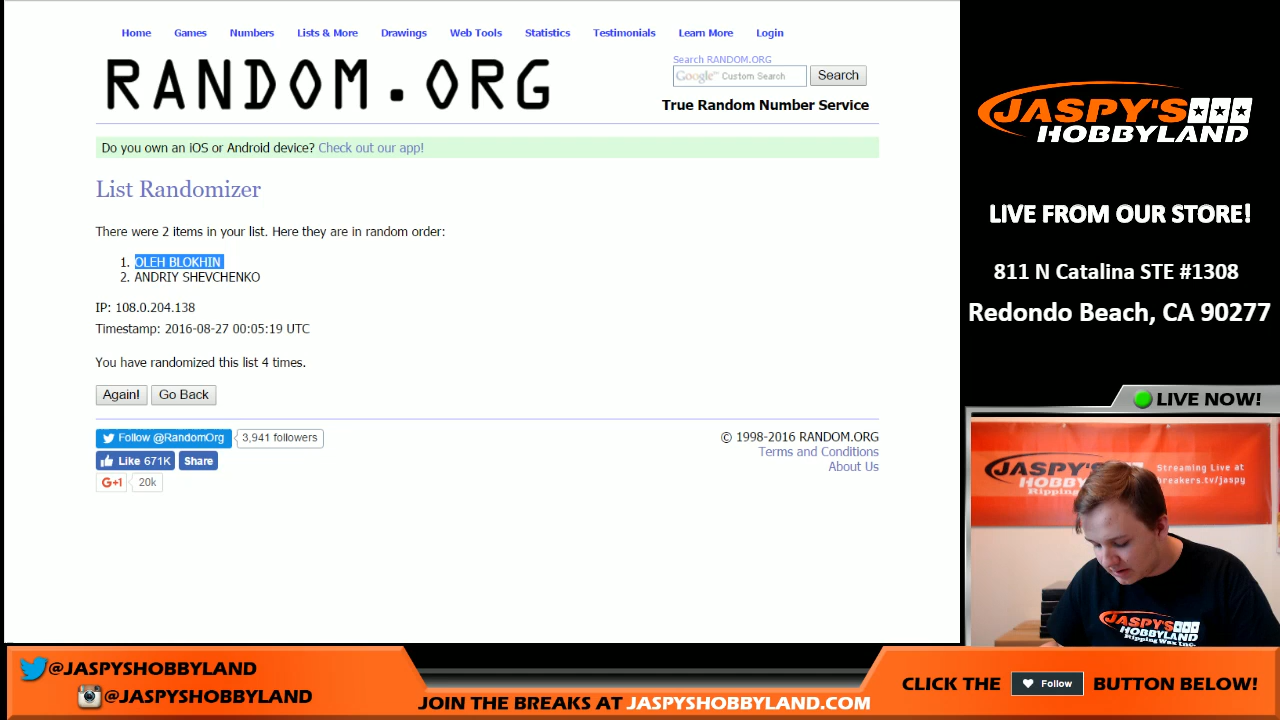 Home Games Numbers Lists & More Drawings Web Tools Statistics Testimonials Learn More Login
RANDOM.ORG
Search RANDOM.ORG
Google™ Custom Search Search
True Random Number Service
Do you own an iOS or Android device? Check out our app!
List Randomizer
There were 2 items in your list. Here they are in random order:
1. OLEH BLOKHIN
2. ANDRIY SHEVCHENKO
IP: 108.0.204.138
Timestamp: 2016-08-27 00:05:19 UTC
You have randomized this list 4 times.
Again! Go Back
Follow @RandomOrg 3,941 followers
Like 671K Share
G+1 20k
© 1998-2016 RANDOM.ORG
Terms and Conditions
About Us
JASPY'S
HOBBYLAND
LIVE FROM OUR STORE!
811 N Catalina STE #1308
Redondo Beach, CA 90277
LIVE NOW!
JASPY'S
HOBBY
Ripping
Streaming Live at
breakers.tv/jaspy
JASPY'S
HOBBYLAND
Ripping Wax Inc.
@JASPYSHOBBYLAND
@JASPYSHOBBYLAND
JOIN THE BREAKS AT JASPYSHOBBYLAND.COM
CLICK THE Follow BUTTON BELOW!